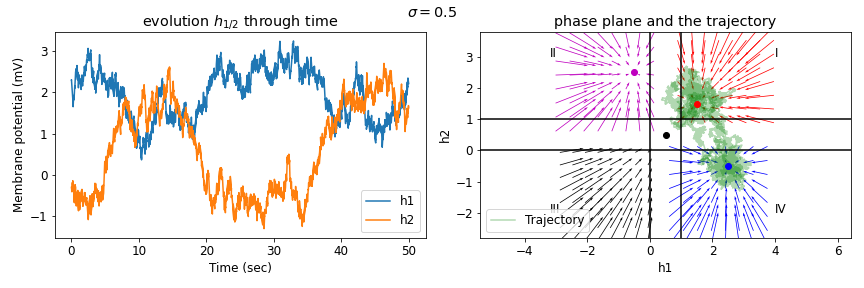 σ = 0.5
evolution h1/2 through time
Membrane potential (mV)
3
2
1
0
−1
0
10
20
30
40
50
Time (sec)
h1
h2
phase plane and the trajectory
h2
3
2
1
0
−1
−2
II
I
III
IV
Trajectory
−4
−2
0
2
4
6
h1